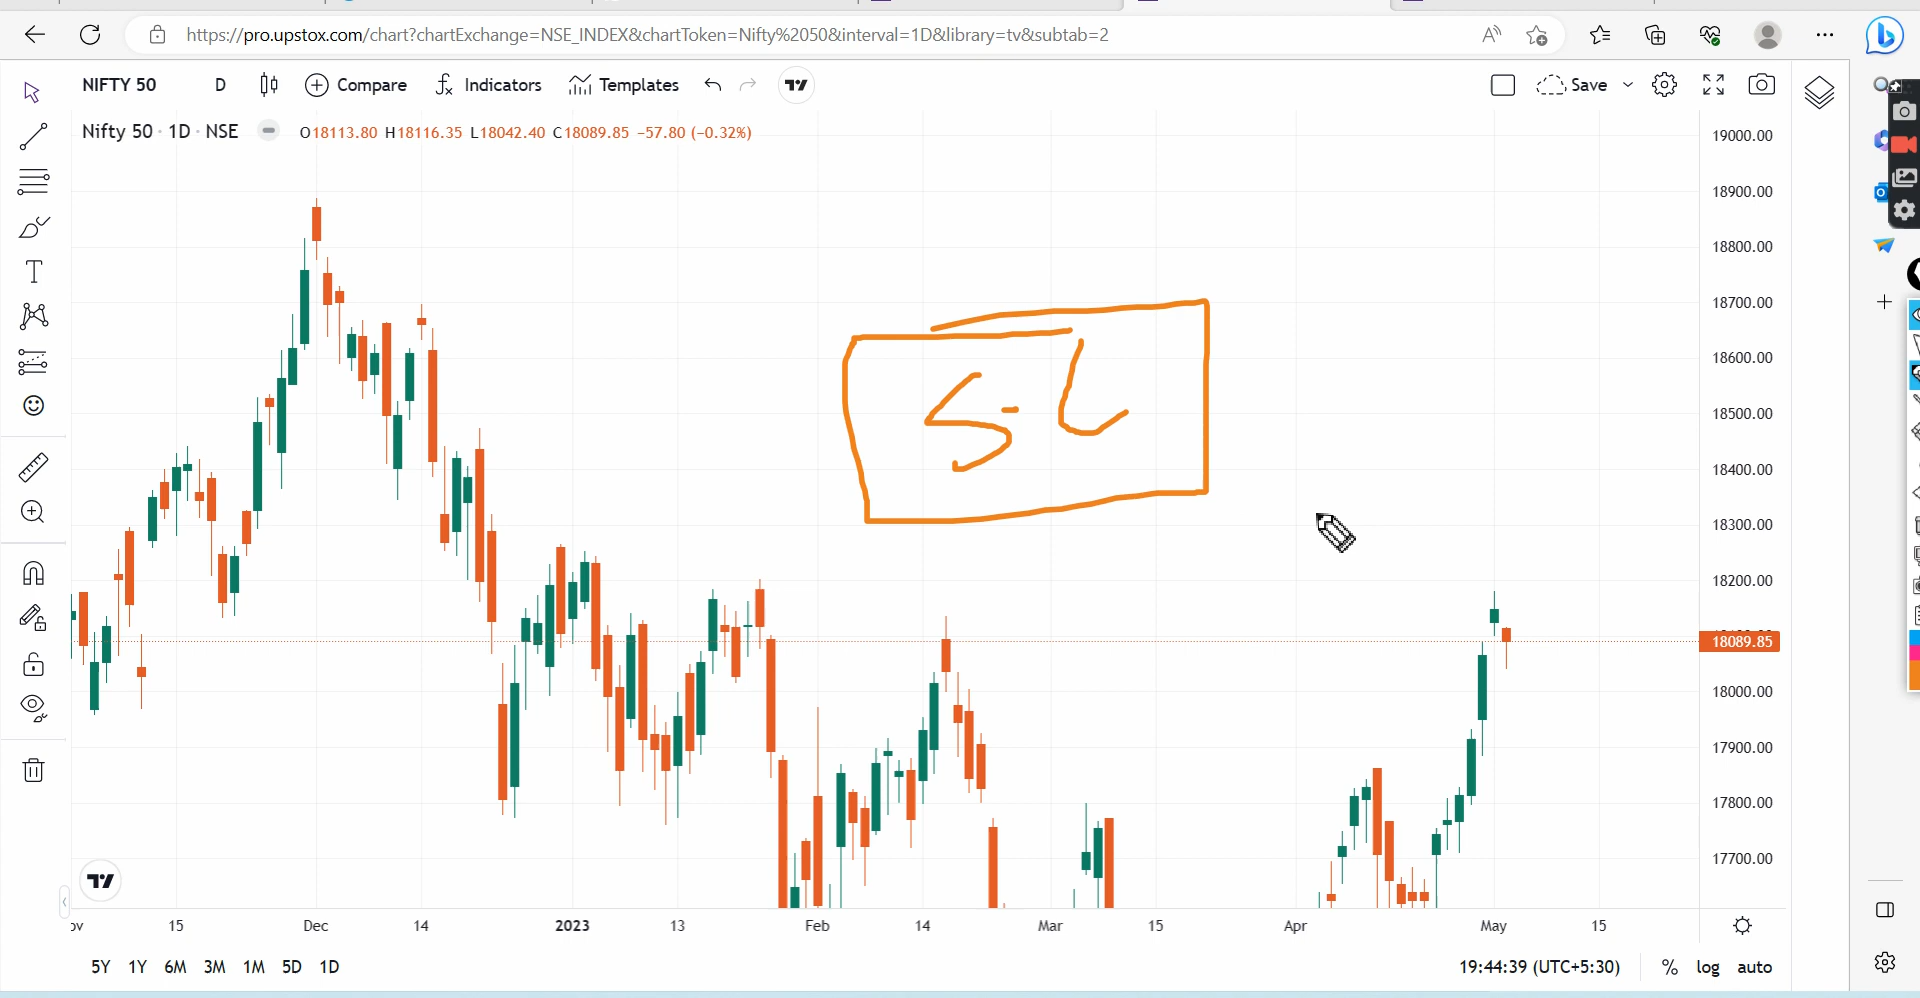 https://pro.upstox.com/chart?chartExchange=NSE_INDEX&chartToken=Nifty%2050&interval=1D&library=tv&subtab=2
NIFTY 50 D Compare Indicators Templates Save
Nifty 50 · 1D · NSE O18113.80 H18116.35 L18042.40 C18089.85 −57.80 (−0.32%)
19000.00
18900.00
18800.00
18700.00
18600.00
S-L
18500.00
18400.00
18300.00
18200.00
18089.85
18000.00
17900.00
17800.00
17700.00
ov 15 Dec 14 2023 13 Feb 14 Mar 15 Apr May 15
5Y 1Y 6M 3M 1M 5D 1D 19:44:39 (UTC+5:30) % log auto